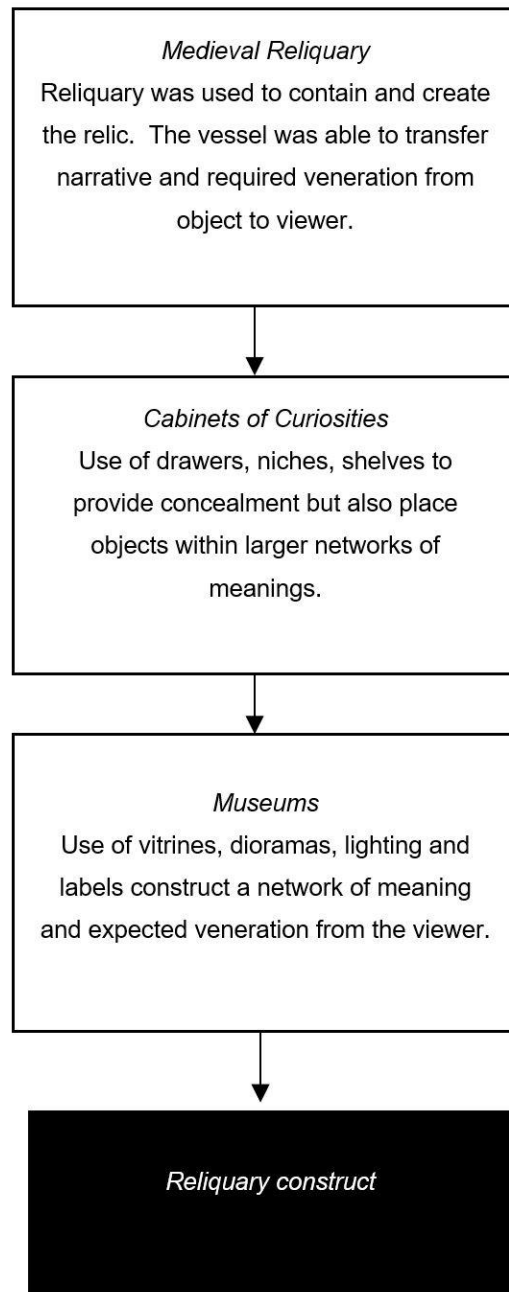 Medieval Reliquary
Reliquary was used to contain and create
the relic.  The vessel was able to transfer
narrative and required veneration from
object to viewer.
Cabinets of Curiosities
Use of drawers, niches, shelves to
provide concealment but also place
objects within larger networks of
meanings.
Museums
Use of vitrines, dioramas, lighting and
labels construct a network of meaning
and expected veneration from the viewer.
Reliquary construct